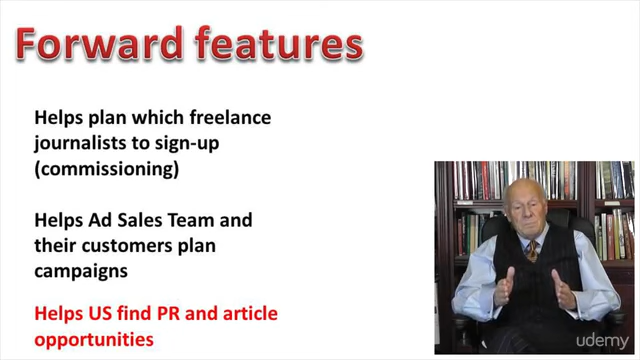 Forward features
Helps plan which freelance
journalists to sign-up
(commissioning)
Helps Ad Sales Team and
their customers plan
campaigns
Helps US find PR and article
opportunities
udemy